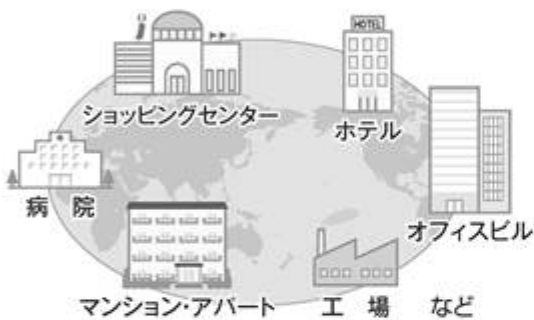 HOTEL
ショッピングセンター
ホテル
病 院
オフィスビル
マンション・アパート
工 場 など